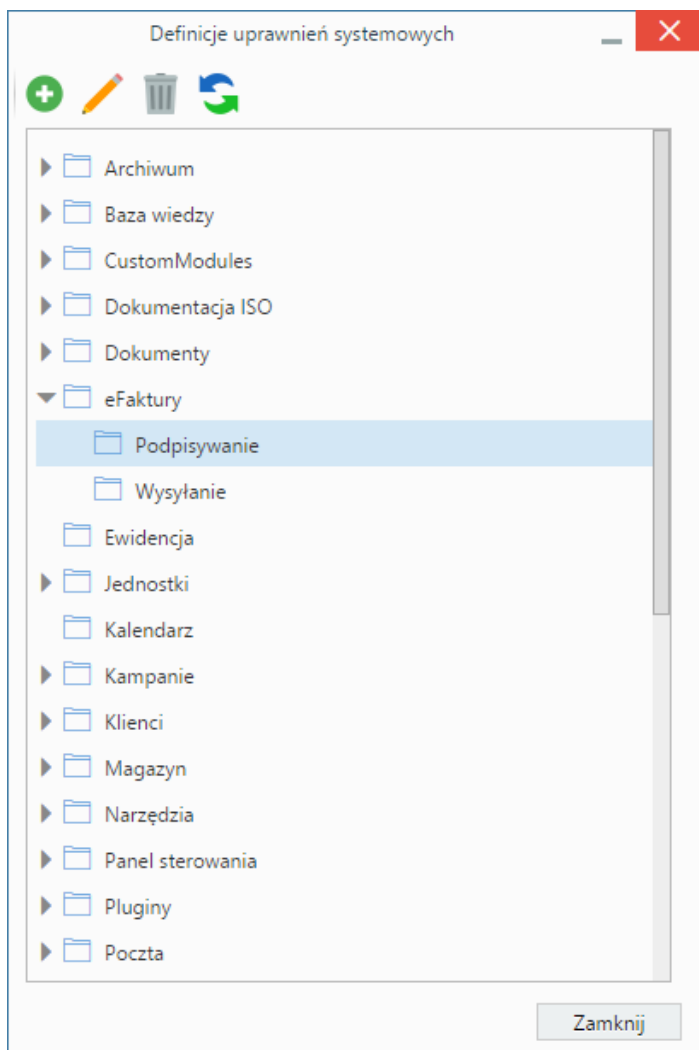 Definicje uprawnień systemowych
Archiwum
Baza wiedzy
CustomModules
Dokumentacja ISO
Dokumenty
eFaktury
Podpisywanie
Wysyłanie
Ewidencja
Jednostki
Kalendarz
Kampanie
Klienci
Magazyn
Narzędzia
Panel sterowania
Pluginy
Poczta
Zamknij